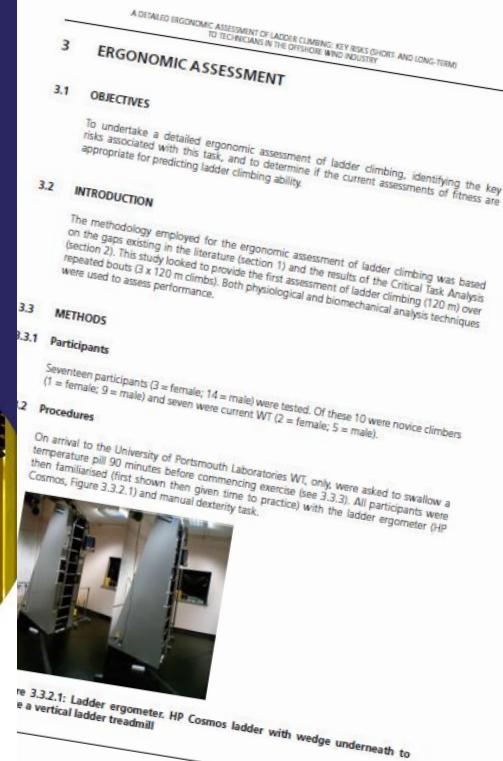 A DETAILED ERGONOMIC ASSESSMENT OF LADDER CLIMBING: KEY RISKS (SHORT- AND LONG-TERM)
TO TECHNICIANS IN THE OFFSHORE WIND INDUSTRY
3 ERGONOMIC ASSESSMENT
3.1 OBJECTIVES
To undertake a detailed ergonomic assessment of ladder climbing, identifying the key
risks associated with this task, and to determine if the current assessments of fitness are
appropriate for predicting ladder climbing ability.
3.2 INTRODUCTION
The methodology employed for the ergonomic assessment of ladder climbing was based
on the gaps existing in the literature (section 1) and the results of the Critical Task Analysis
(section 2). This study looked to provide the first assessment of ladder climbing (120 m) over
repeated bouts (3 x 120 m climbs). Both physiological and biomechanical analysis techniques
were used to assess performance.
3.3 METHODS
3.3.1 Participants
Seventeen participants (3 = female; 14 = male) were tested. Of these 10 were novice climbers
(1 = female; 9 = male) and seven were current WT (2 = female; 5 = male).
.2 Procedures
On arrival to the University of Portsmouth Laboratories WT, only, were asked to swallow a
temperature pill 90 minutes before commencing exercise (see 3.3.3). All participants were
then familiarised (first shown then given time to practice) with the ladder ergometer (HP
Cosmos, Figure 3.3.2.1) and manual dexterity task.
re 3.3.2.1: Ladder ergometer. HP Cosmos ladder with wedge underneath to
e a vertical ladder treadmill